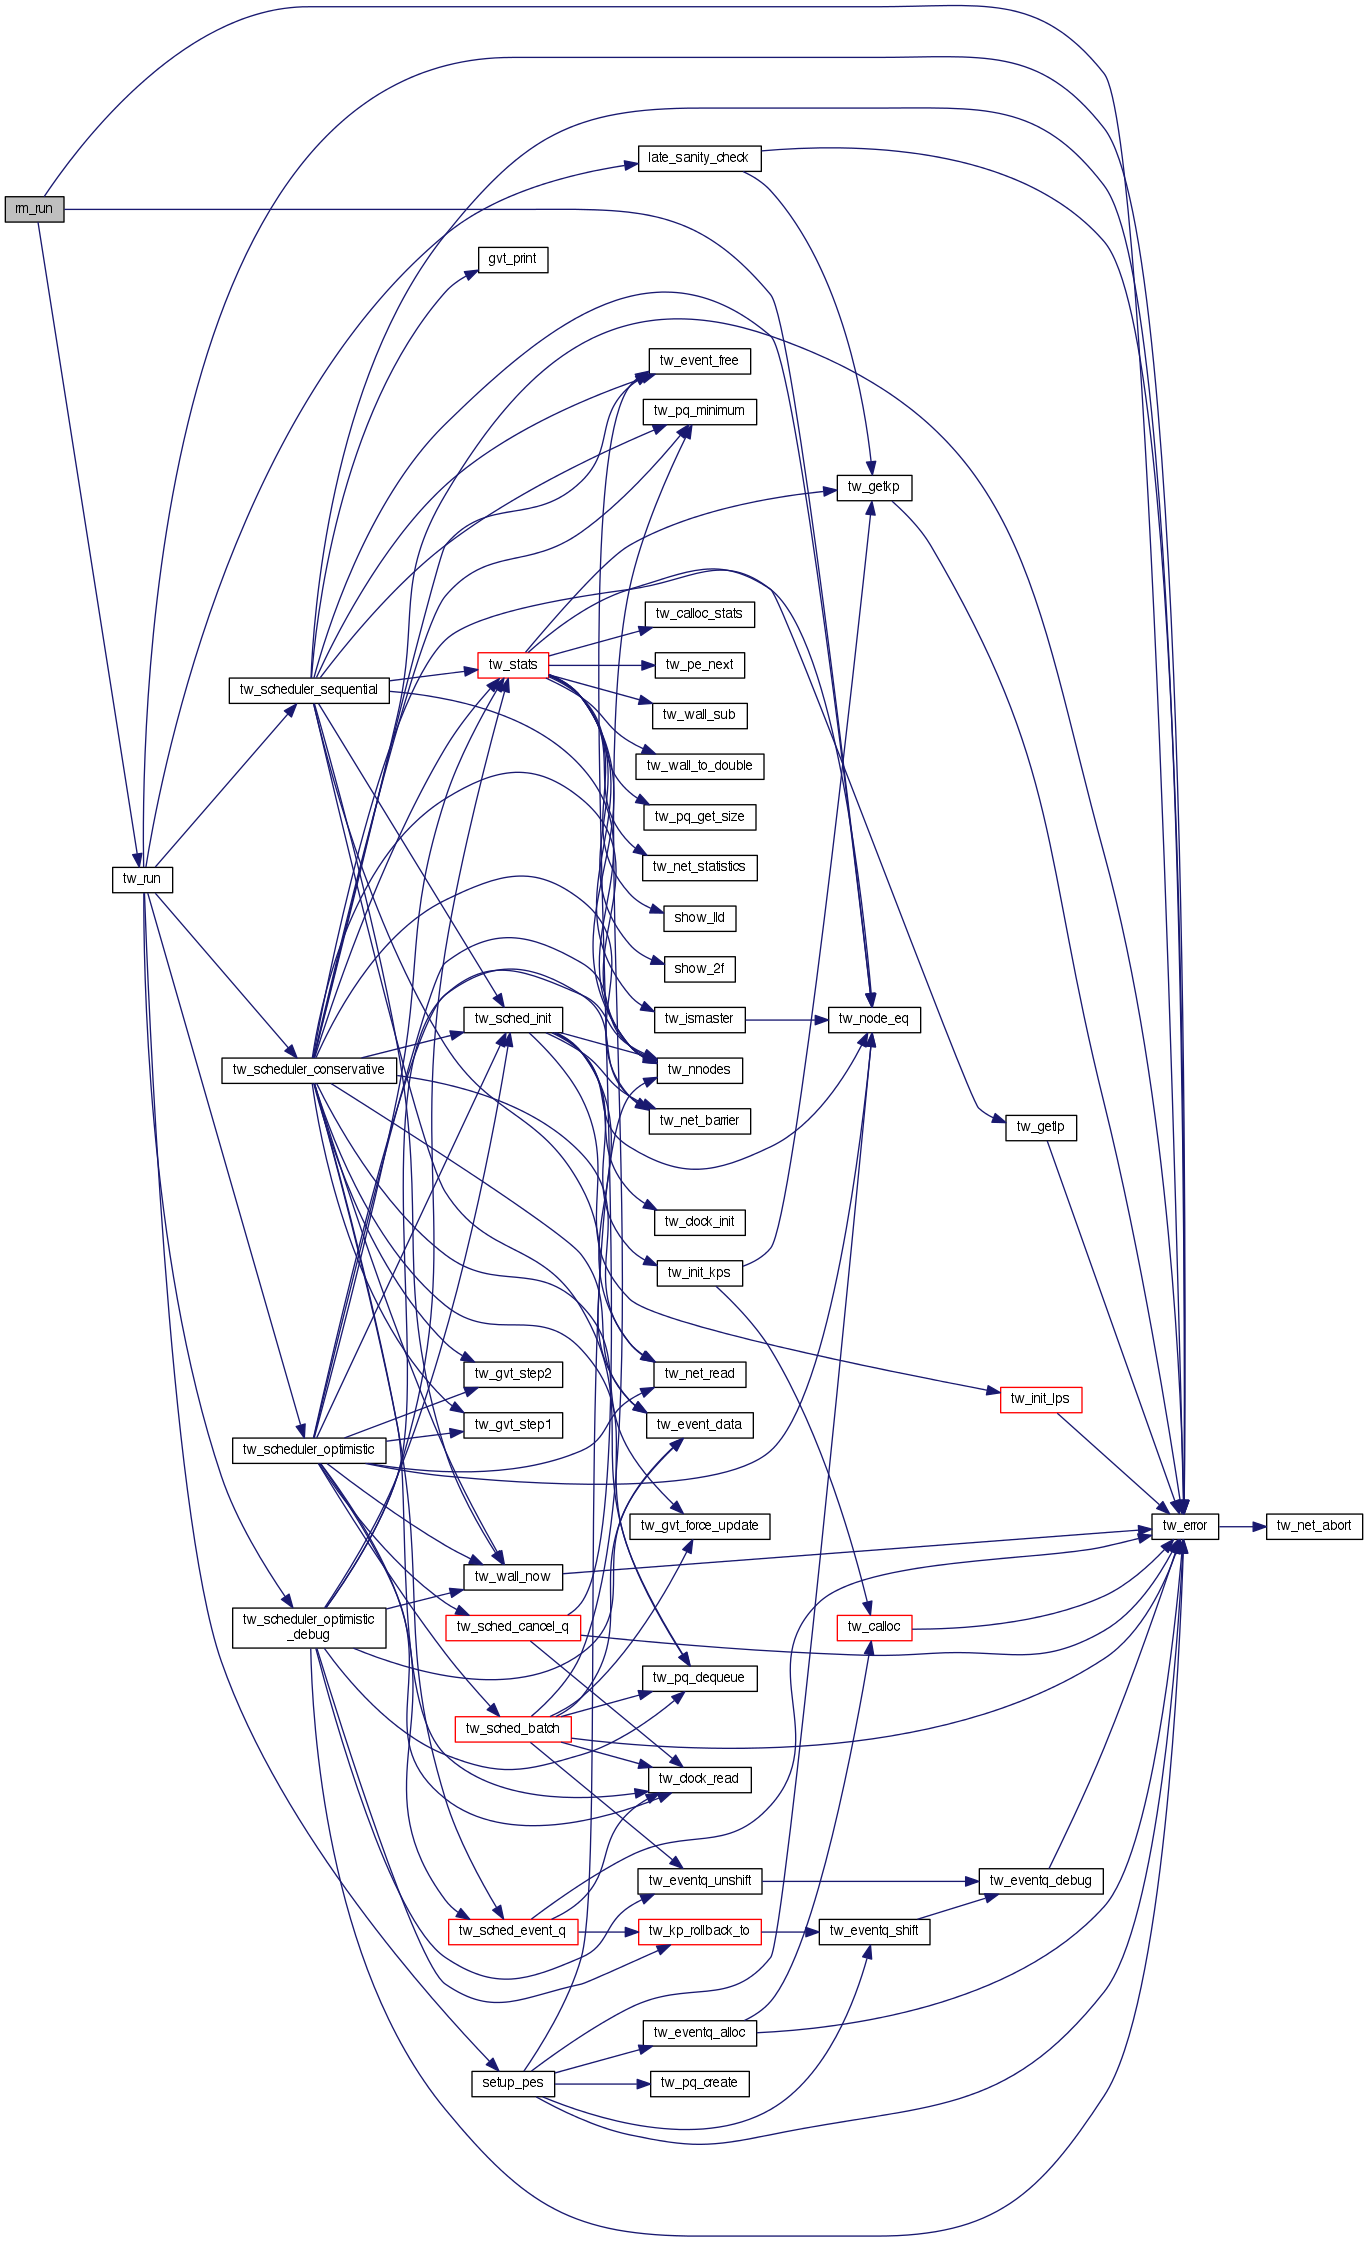 late_sanity_check
rm_run
gvt_print
tw_event_free
tw_pq_minimum
tw_getkp
tw_calloc_stats
tw_stats
tw_pe_next
tw_scheduler_sequential
tw_wall_sub
tw_wall_to_double
tw_pq_get_size
tw_net_statistics
tw_run
show_lld
show_2f
tw_sched_init
tw_ismaster
tw_node_eq
tw_scheduler_conservative
tw_nnodes
tw_net_barrier
tw_getlp
tw_clock_init
tw_init_kps
tw_gvt_step2
tw_net_read
tw_init_lps
tw_gvt_step1
tw_event_data
tw_scheduler_optimistic
tw_gvt_force_update
tw_error
tw_net_abort
tw_wall_now
tw_scheduler_optimistic
_debug
tw_sched_cancel_q
tw_calloc
tw_pq_dequeue
tw_sched_batch
tw_clock_read
tw_eventq_unshift
tw_eventq_debug
tw_sched_event_q
tw_kp_rollback_to
tw_eventq_shift
tw_eventq_alloc
setup_pes
tw_pq_create